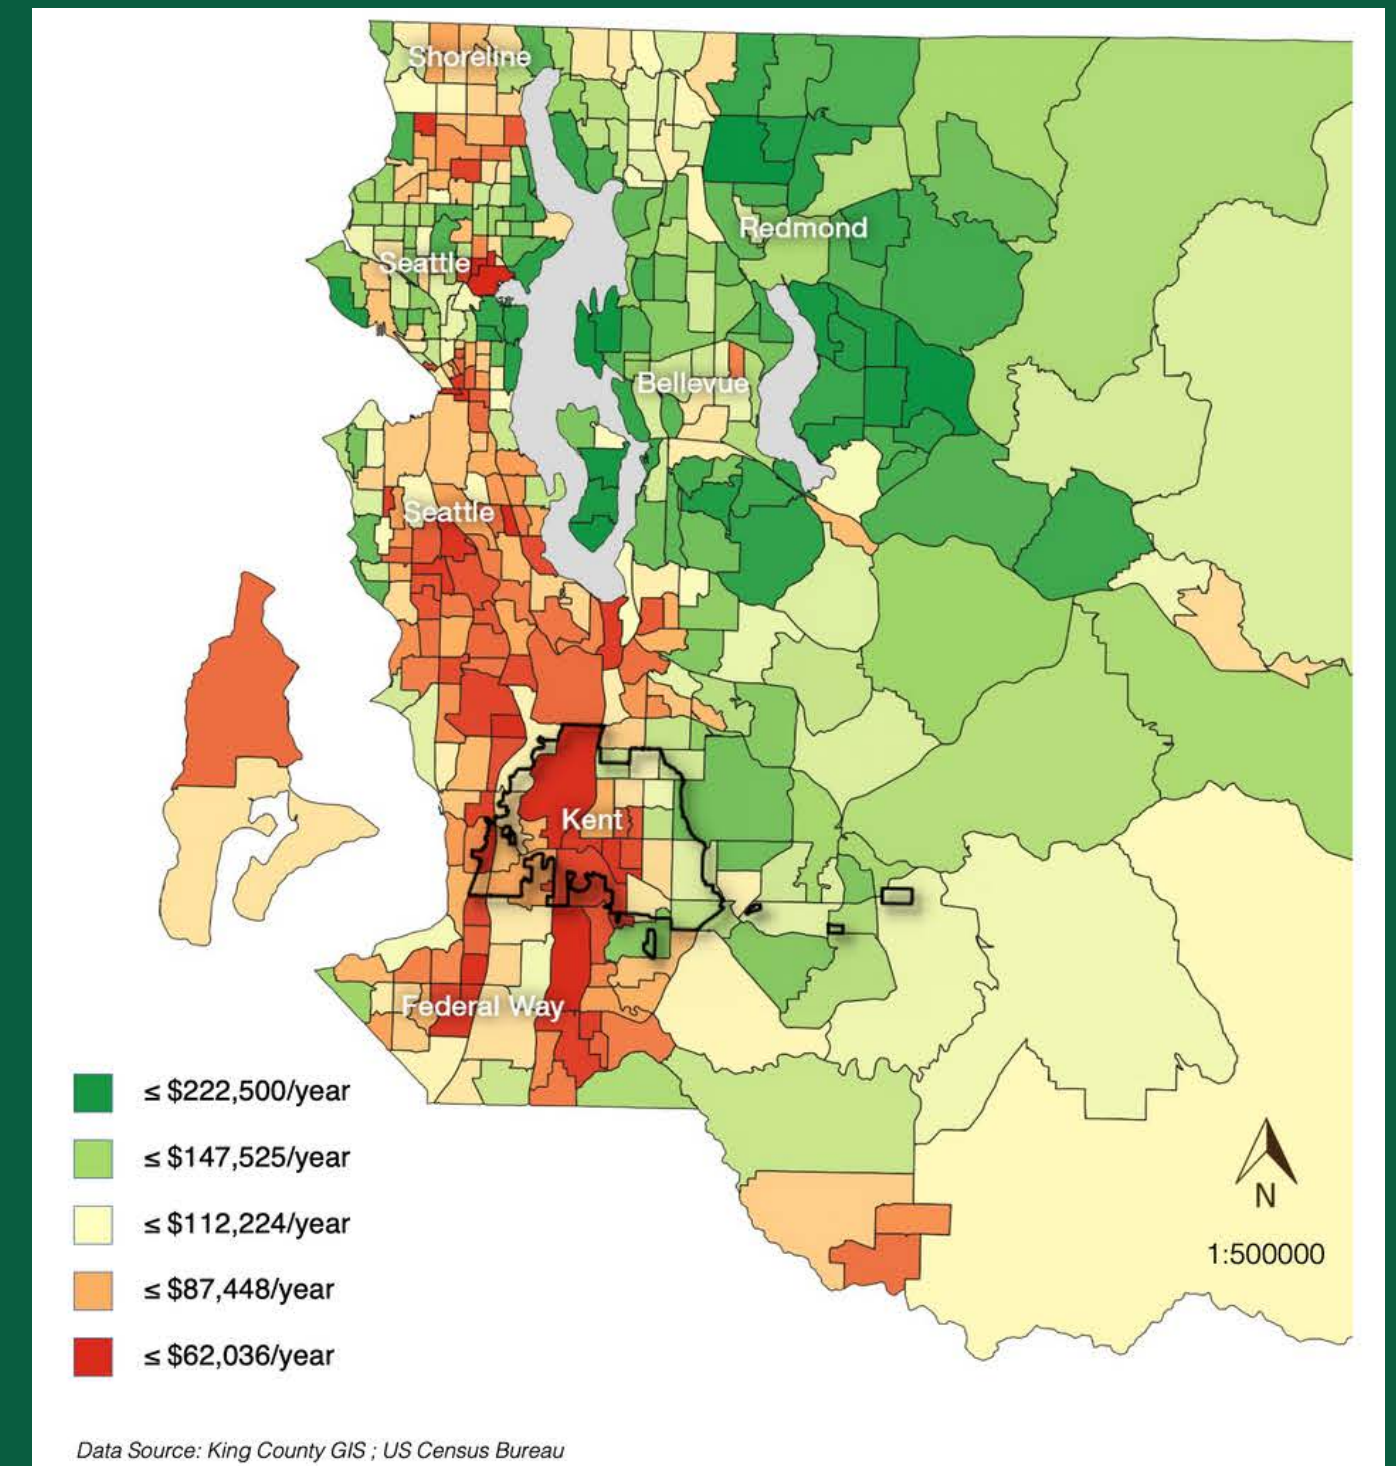 Shoreline
Redmond
Seattle
Bellevue
Seattle
Kent
Federal Way
≤ $222,500/year
≤ $147,525/year
≤ $112,224/year
≤ $87,448/year
≤ $62,036/year
N
1:500000
Data Source: King County GIS ; US Census Bureau